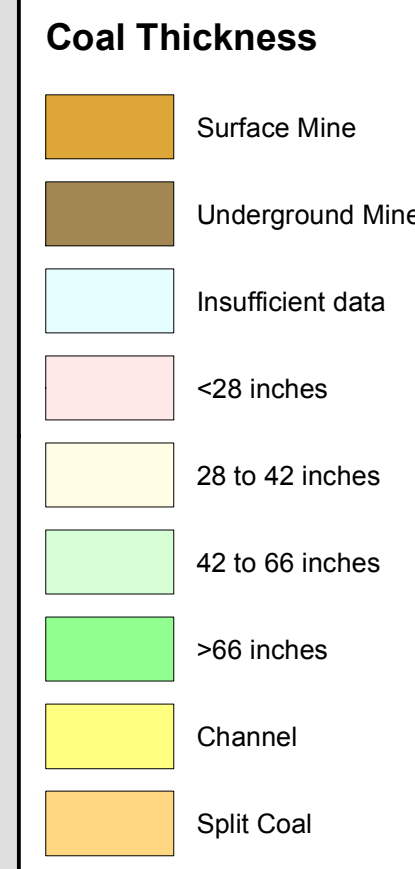 Coal Thickness
Surface Mine
Underground Mine
Insufficient data
<28 inches
28 to 42 inches
42 to 66 inches
>66 inches
Channel
Split Coal